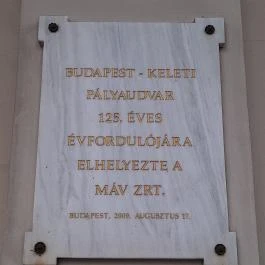 BUDAPEST - KELETI
PÁLYAUDVAR
125. ÉVES
ÉVFORDULÓJÁRA
ELHELYEZTE A
MÁV ZRT.
BUDAPEST, 2009. AUGUSZTUS 17.